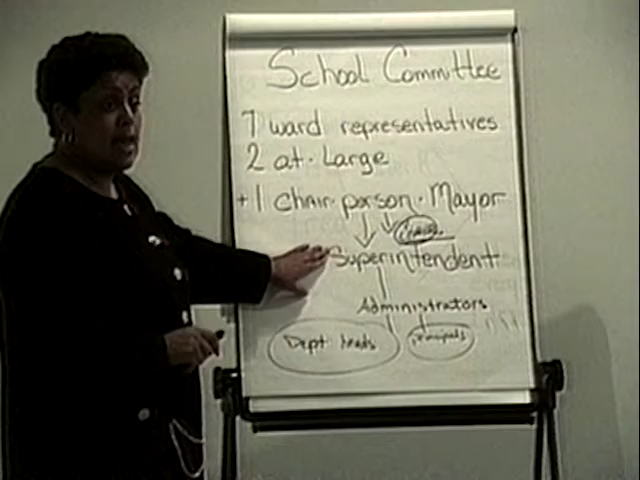 School Committee
7 ward representatives
2 at. Large
+1 chair person. Mayor
Superintendent
Administrators
Dept heads principals